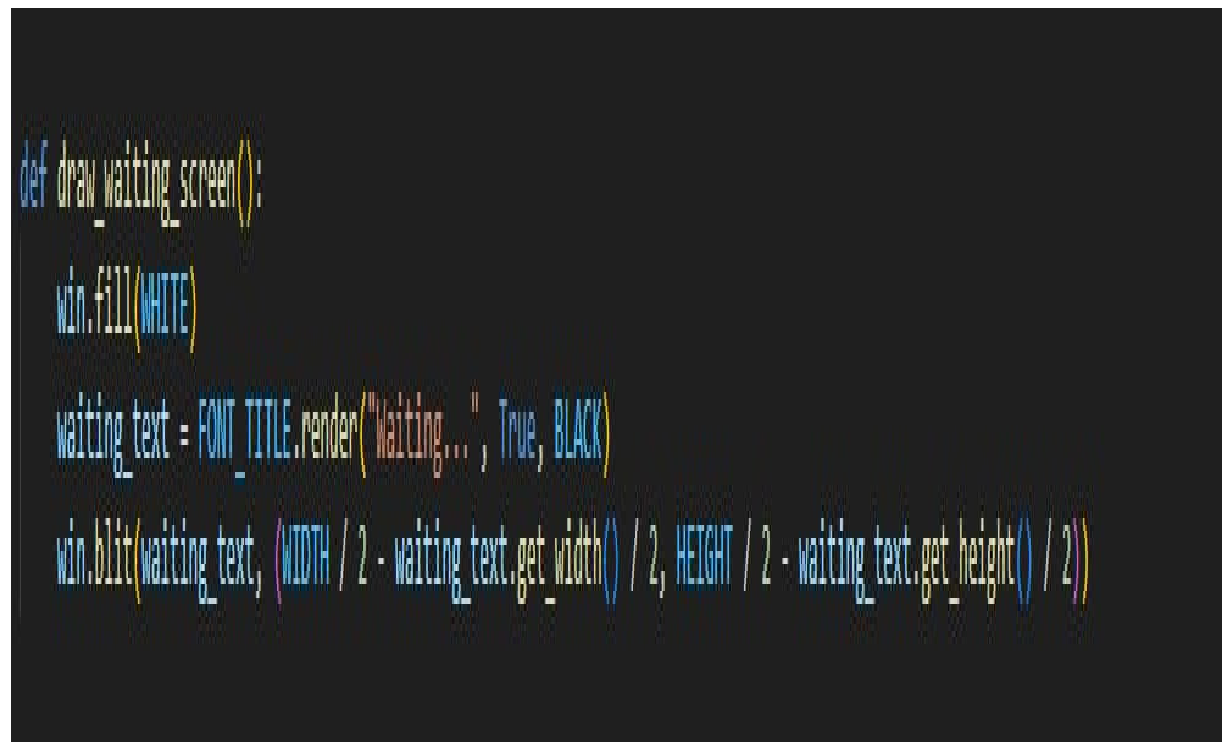 def draw_waiting_screen():
    win.fill(WHITE)
    waiting_text = FONT_TITLE.render("Waiting...", True, BLACK)
    win.blit(waiting_text, (WIDTH / 2 - waiting_text.get_width() / 2, HEIGHT / 2 - waiting_text.get_height() / 2))